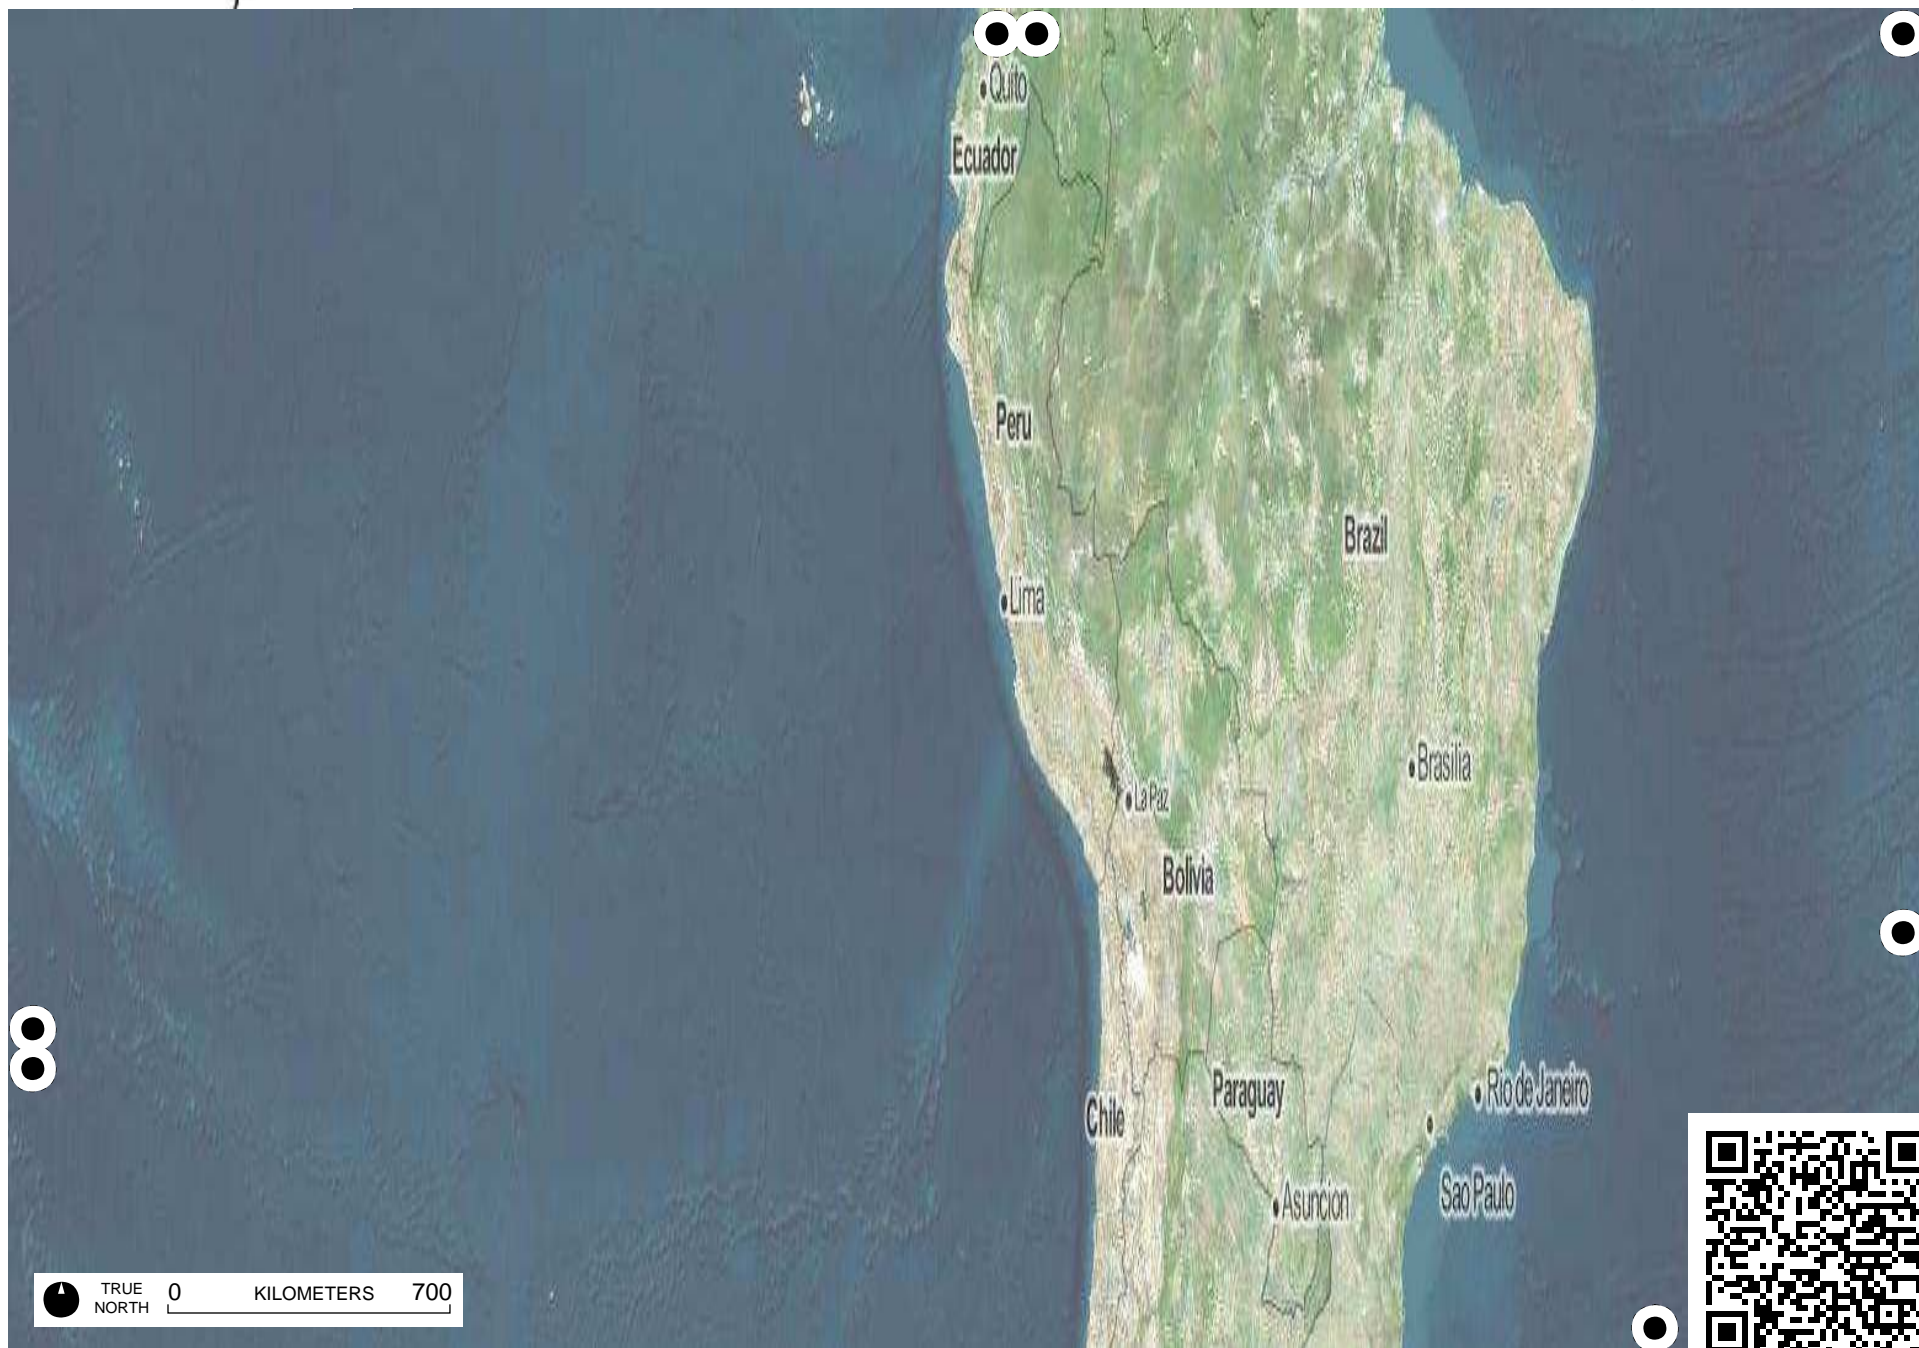 Quito
Ecuador
Peru
Brazil
Lima
Brasilia
La Paz
Bolivia
Rio de Janeiro
Paraguay
Chile
Sao Paulo
Asuncion
TRUE
NORTH
0 KILOMETERS 700